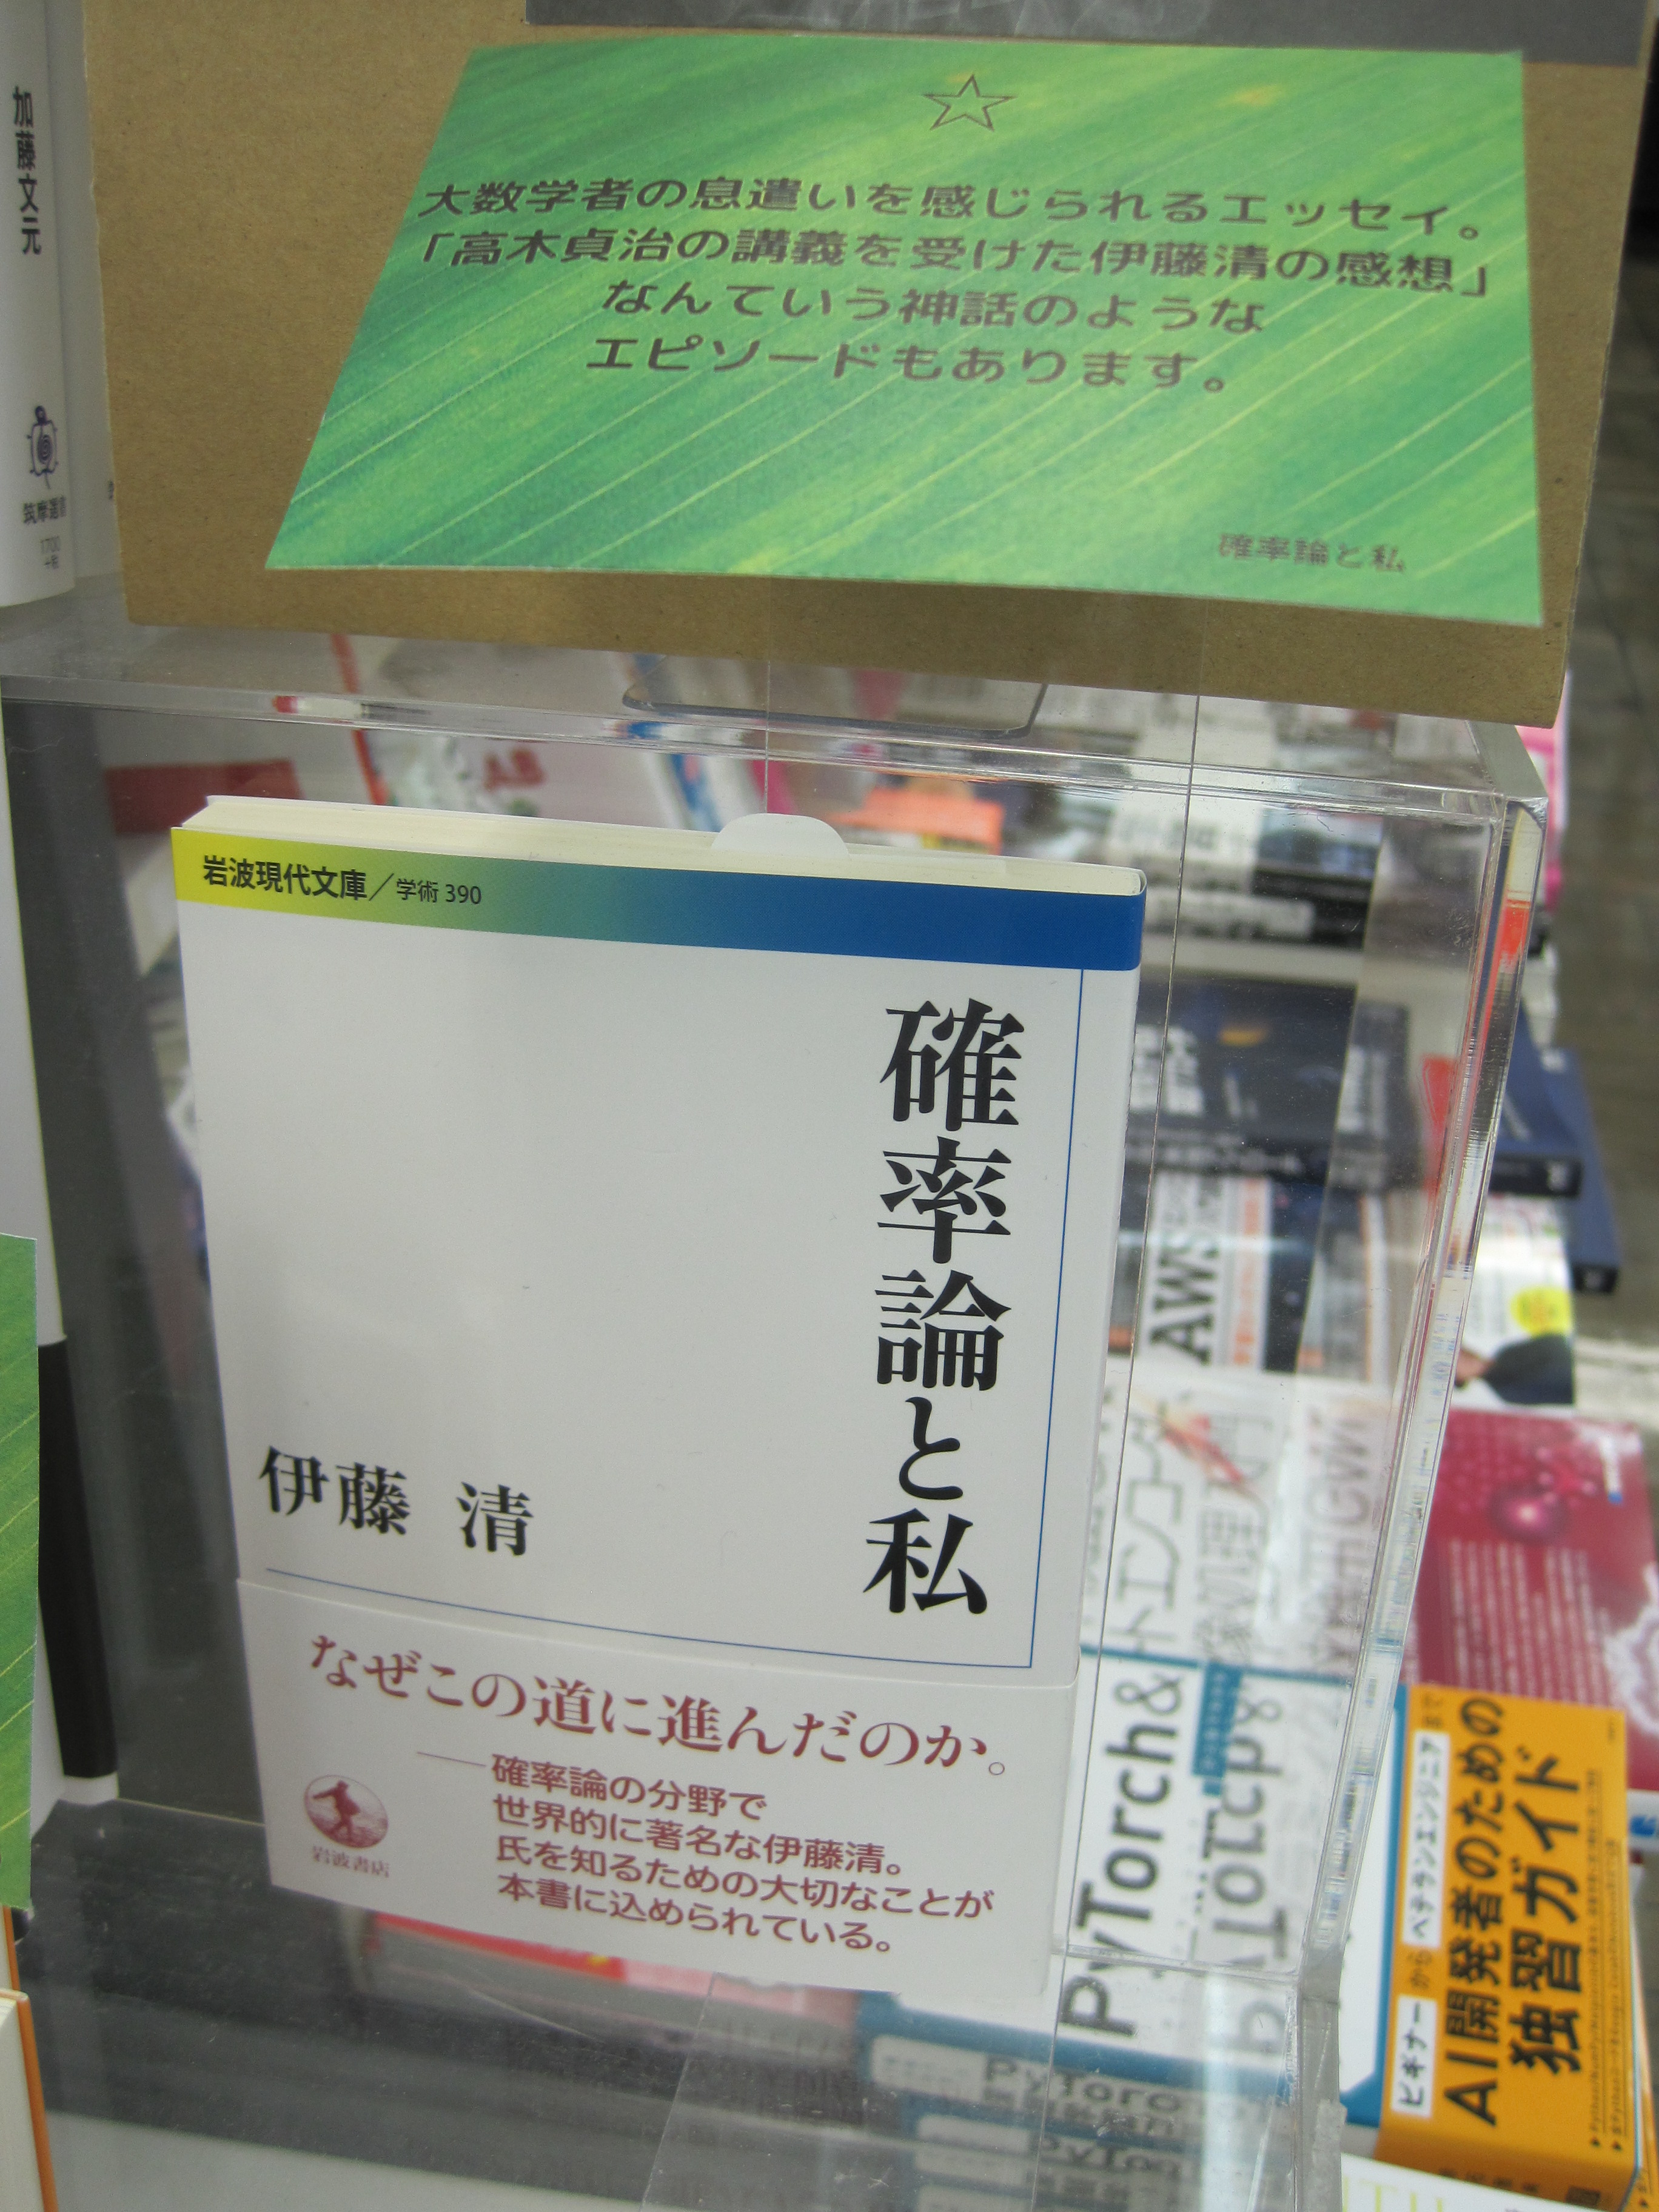 加藤文元
筑摩選書
1700
+税
☆
大数学者の息遣いを感じられるエッセイ。
「高木貞治の講義を受けた伊藤清の感想」
なんていう神話のような
エピソードもあります。
確率論と私
岩波現代文庫／学術 390
確率論と私
伊藤 清
なぜこの道に進んだのか。
――確率論の分野で
世界的に著名な伊藤清。
氏を知るための大切なことが
本書に込められている。
岩波書店
AWS
PyTorch&
ビギナーからベテランエンジニアまで
AI開発者のための
独習ガイド